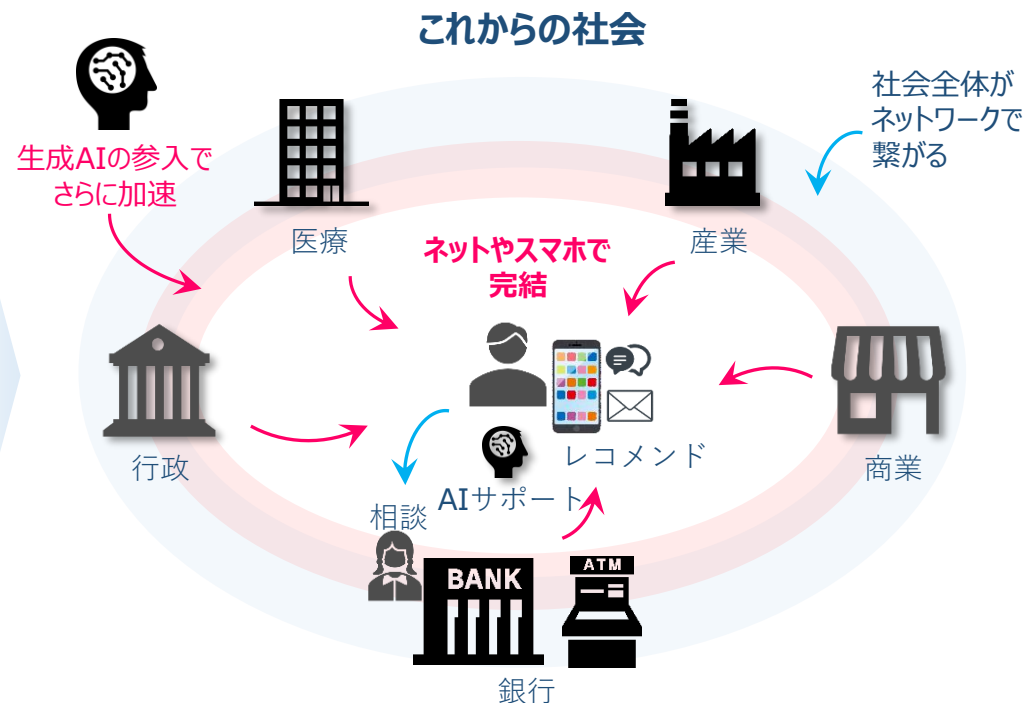 これからの社会
生成AIの参入で
さらに加速
社会全体が
ネットワークで
繋がる
医療
産業
ネットやスマホで
完結
行政
商業
レコメンド
AIサポート
相談
BANK
ATM
銀行